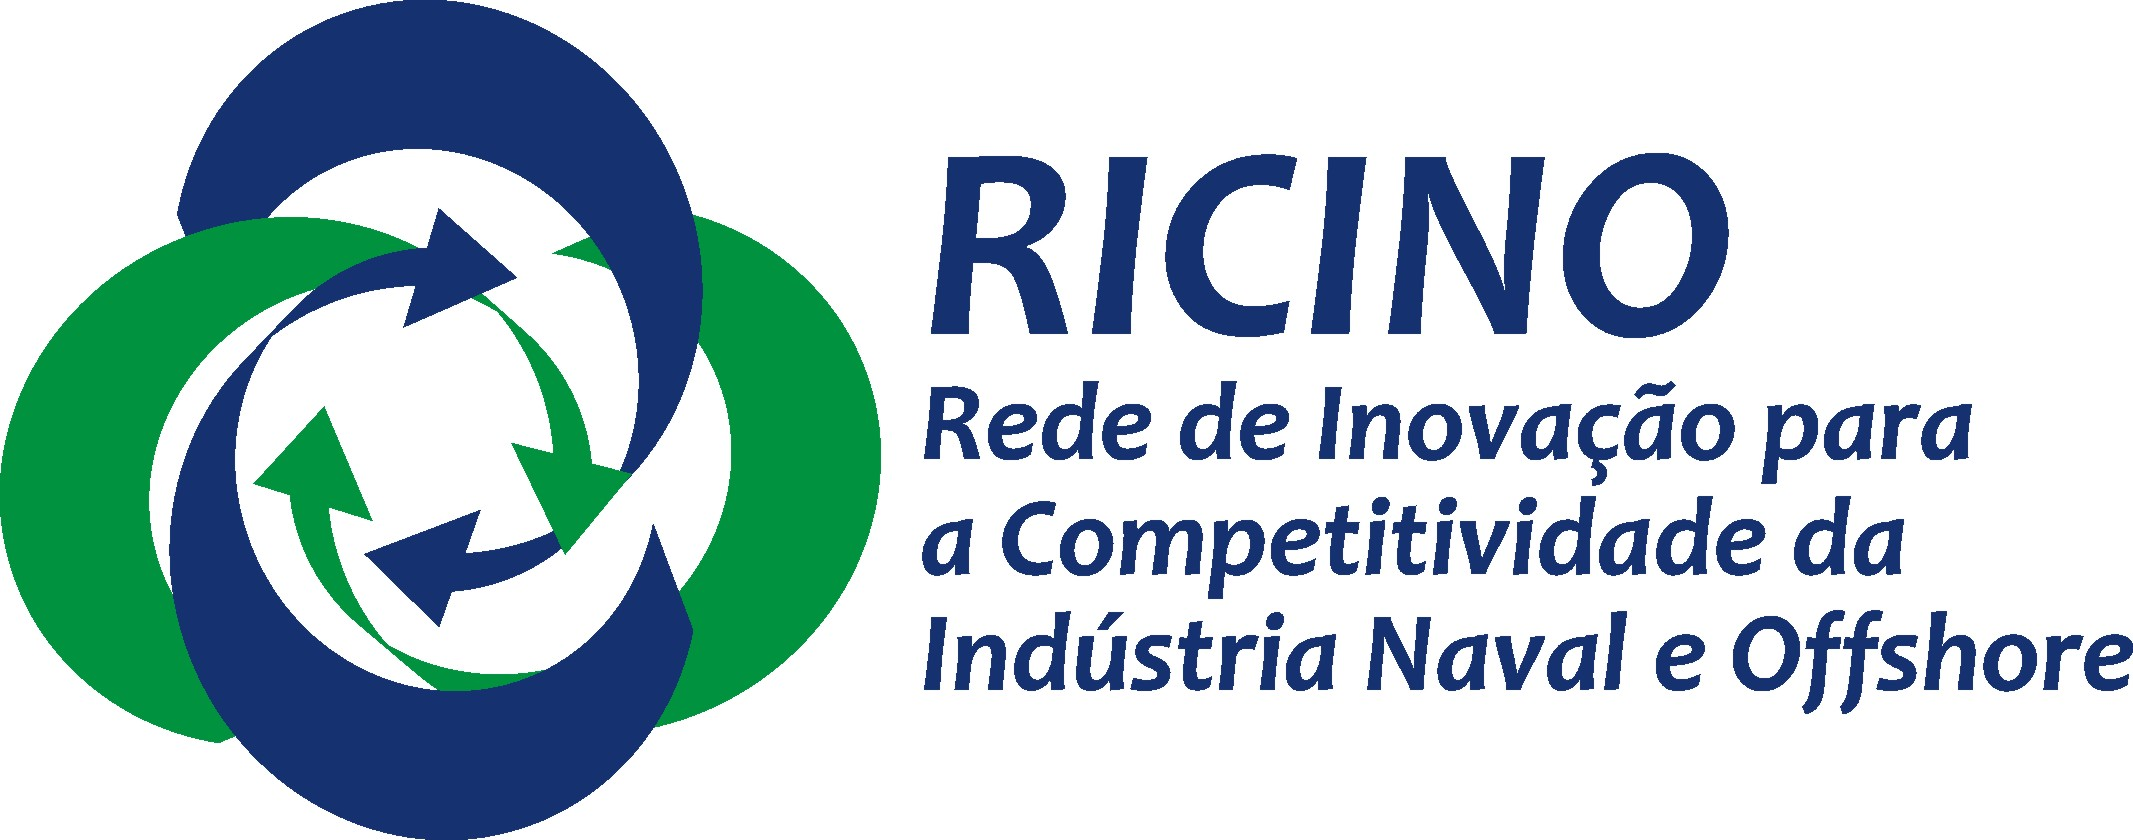 RICINO
Rede de Inovação para
a Competitividade da
Indústria Naval e Offshore